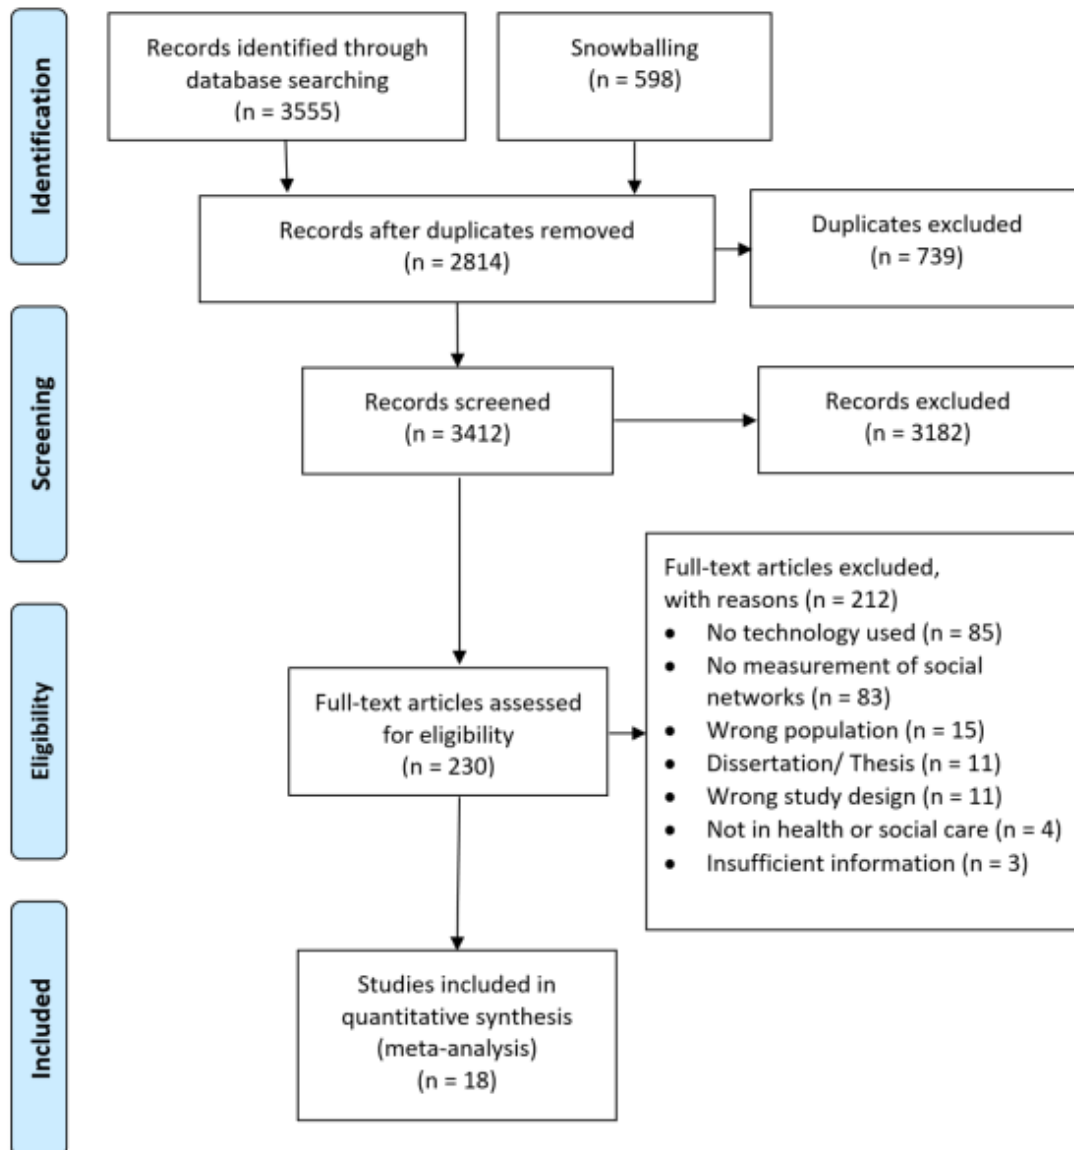 Identification
Records identified through
database searching
(n = 3555)
Snowballing
(n = 598)
Records after duplicates removed
(n = 2814)
Duplicates excluded
(n = 739)
Screening
Records screened
(n = 3412)
Records excluded
(n = 3182)
Eligibility
Full-text articles assessed
for eligibility
(n = 230)
Full-text articles excluded,
with reasons (n = 212)
• No technology used (n = 85)
• No measurement of social
networks (n = 83)
• Wrong population (n = 15)
• Dissertation/ Thesis (n = 11)
• Wrong study design (n = 11)
• Not in health or social care (n = 4)
• Insufficient information (n = 3)
Included
Studies included in
quantitative synthesis
(meta-analysis)
(n = 18)